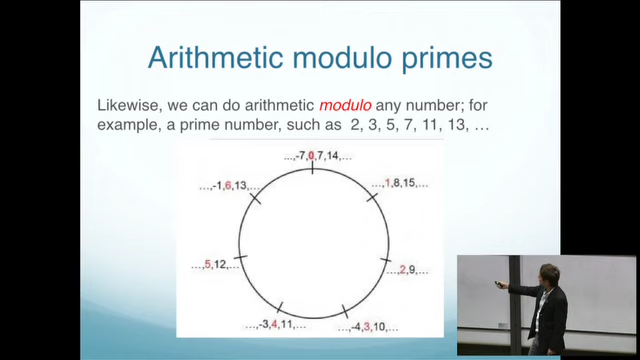 Arithmetic modulo primes
Likewise, we can do arithmetic modulo any number; for
example, a prime number, such as 2, 3, 5, 7, 11, 13, …
...,-7,0,7,14,...
...,-1,6,13,...
...,1,8,15,...
...,5,12,...
...,2,9,...
...,-3,4,11,...
...,-4,3,10,...